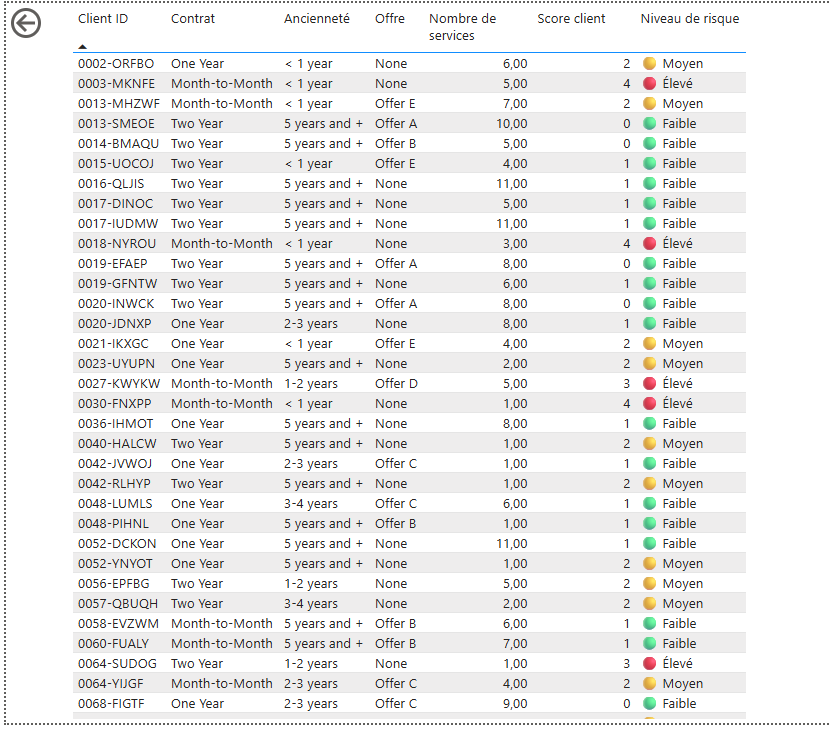 Client ID Contrat Ancienneté Offre Nombre de services Score client Niveau de risque
0002-ORFBO One Year < 1 year None 6,00 2 Moyen
0003-MKNFE Month-to-Month < 1 year None 5,00 4 Élevé
0013-MHZWF Month-to-Month < 1 year Offer E 7,00 2 Moyen
0013-SMEOE Two Year 5 years and + Offer A 10,00 0 Faible
0014-BMAQU Two Year 5 years and + Offer B 5,00 0 Faible
0015-UOCOJ Two Year < 1 year Offer E 4,00 1 Faible
0016-QLJIS Two Year 5 years and + None 11,00 1 Faible
0017-DINOC Two Year 5 years and + None 5,00 1 Faible
0017-IUDMW Two Year 5 years and + None 11,00 1 Faible
0018-NYROU Month-to-Month < 1 year None 3,00 4 Élevé
0019-EFAEP Two Year 5 years and + Offer A 8,00 0 Faible
0019-GFNTW Two Year 5 years and + None 6,00 1 Faible
0020-INWCK Two Year 5 years and + Offer A 8,00 0 Faible
0020-JDNXP One Year 2-3 years None 8,00 1 Faible
0021-IKXGC One Year < 1 year Offer E 4,00 2 Moyen
0023-UYUPN One Year 5 years and + None 2,00 2 Moyen
0027-KWYKW Month-to-Month 1-2 years Offer D 5,00 3 Élevé
0030-FNXPP Month-to-Month < 1 year None 1,00 4 Élevé
0036-IHMOT One Year 5 years and + None 8,00 1 Faible
0040-HALCW Two Year 5 years and + None 1,00 2 Moyen
0042-JVWOJ One Year 2-3 years Offer C 1,00 1 Faible
0042-RLHYP Two Year 5 years and + None 1,00 2 Moyen
0048-LUMLS One Year 3-4 years Offer C 6,00 1 Faible
0048-PIHNL One Year 5 years and + Offer B 1,00 1 Faible
0052-DCKON One Year 5 years and + None 11,00 1 Faible
0052-YNYOT One Year 5 years and + None 1,00 2 Moyen
0056-EPFBG Two Year 1-2 years None 5,00 2 Moyen
0057-QBUQH Two Year 3-4 years None 2,00 2 Moyen
0058-EVZWM Month-to-Month 5 years and + Offer B 6,00 1 Faible
0060-FUALY Month-to-Month 5 years and + Offer B 7,00 1 Faible
0064-SUDOG Two Year 1-2 years None 1,00 3 Élevé
0064-YIJGF Month-to-Month 2-3 years Offer C 4,00 2 Moyen
0068-FIGTF One Year 2-3 years Offer C 9,00 0 Faible